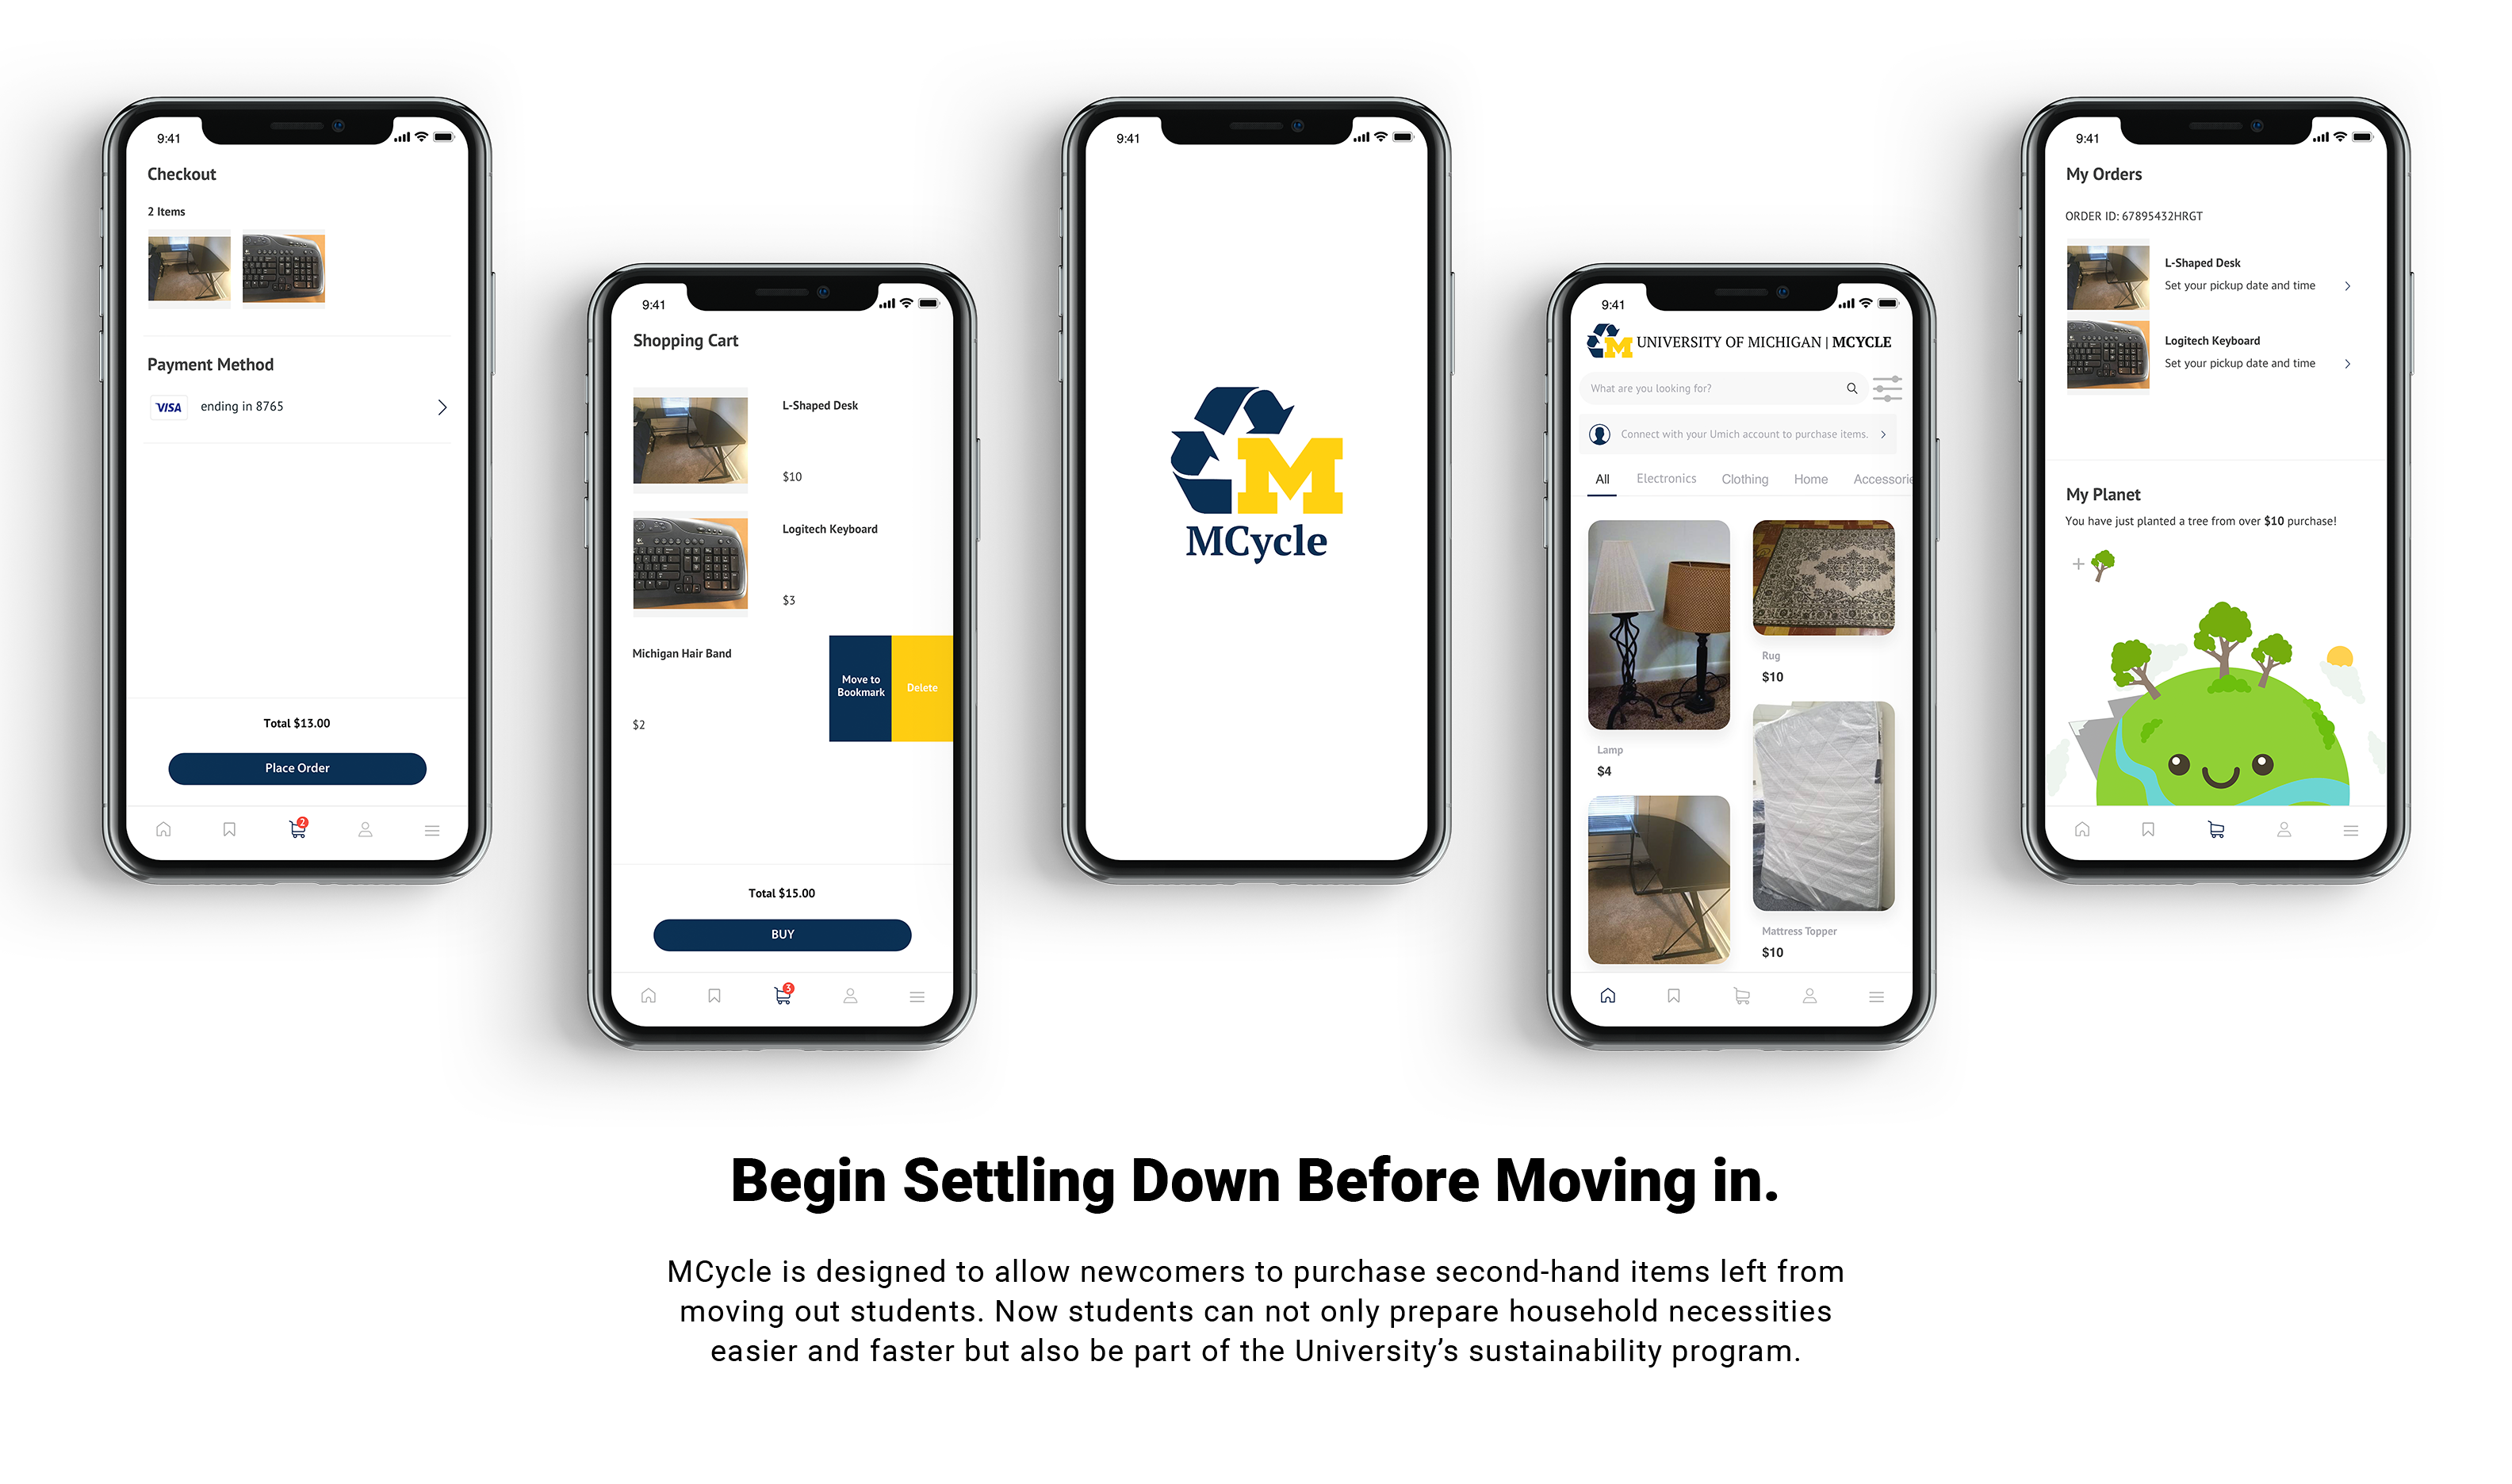 9:41
Checkout
2 Items
Payment Method
VISA ending in 8765
Total $13.00
Place Order
2
9:41
Shopping Cart
L-Shaped Desk
$10
Logitech Keyboard
$3
Michigan Hair Band
$2
Move to
Bookmark
Delete
Total $15.00
BUY
3
9:41
M
MCycle
9:41
M UNIVERSITY OF MICHIGAN | MCYCLE
What are you looking for?
Connect with your Umich account to purchase items.
All Electronics Clothing Home Accessorie
Lamp
$4
Rug
$10
Mattress Topper
$10
9:41
My Orders
ORDER ID: 67895432HRGT
L-Shaped Desk
Set your pickup date and time
Logitech Keyboard
Set your pickup date and time
My Planet
You have just planted a tree from over $10 purchase!
+
Begin Settling Down Before Moving in.
MCycle is designed to allow newcomers to purchase second-hand items left from
moving out students. Now students can not only prepare household necessities
easier and faster but also be part of the University’s sustainability program.